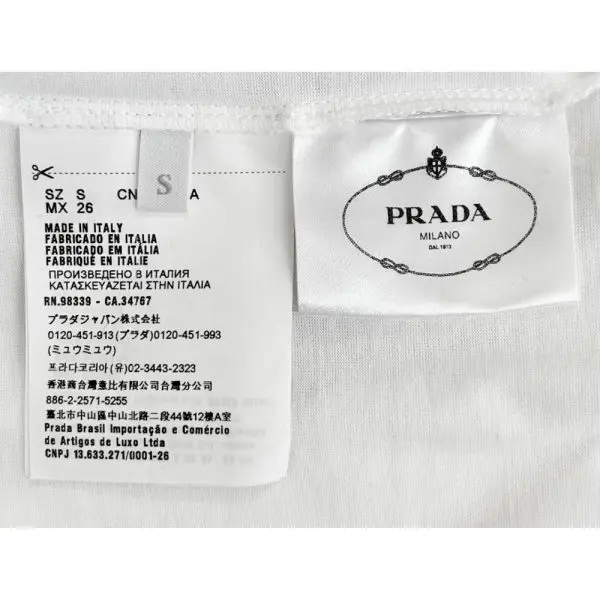 SZ S CN A
S
MX 26
MADE IN ITALY
FABRICADO EN ITALIA
FABRICADO EM ITÁLIA
FABRIQUÉ EN ITALIE
ПРОИЗВЕДЕНО В ИТАЛИЯ
ΚΑΤΑΣΚΕΥΑΖΕΤΑΙ ΣΤΗΝ ΙΤΑΛΙΑ
RN.98339 - CA.34767
プラダジャパン株式会社
0120-451-913(プラダ)0120-451-993
(ミュウミュウ)
프라다코리아(유)02-3443-2323
香港商台灣蕙比有限公司台灣分公司
886-2-2571-5255
臺北市中山區中山北路二段44號12樓A室
Prada Brasil Importação e Comércio
de Artigos de Luxo Ltda
CNPJ 13.633.271/0001-26
PRADA
MILANO
DAL 1913